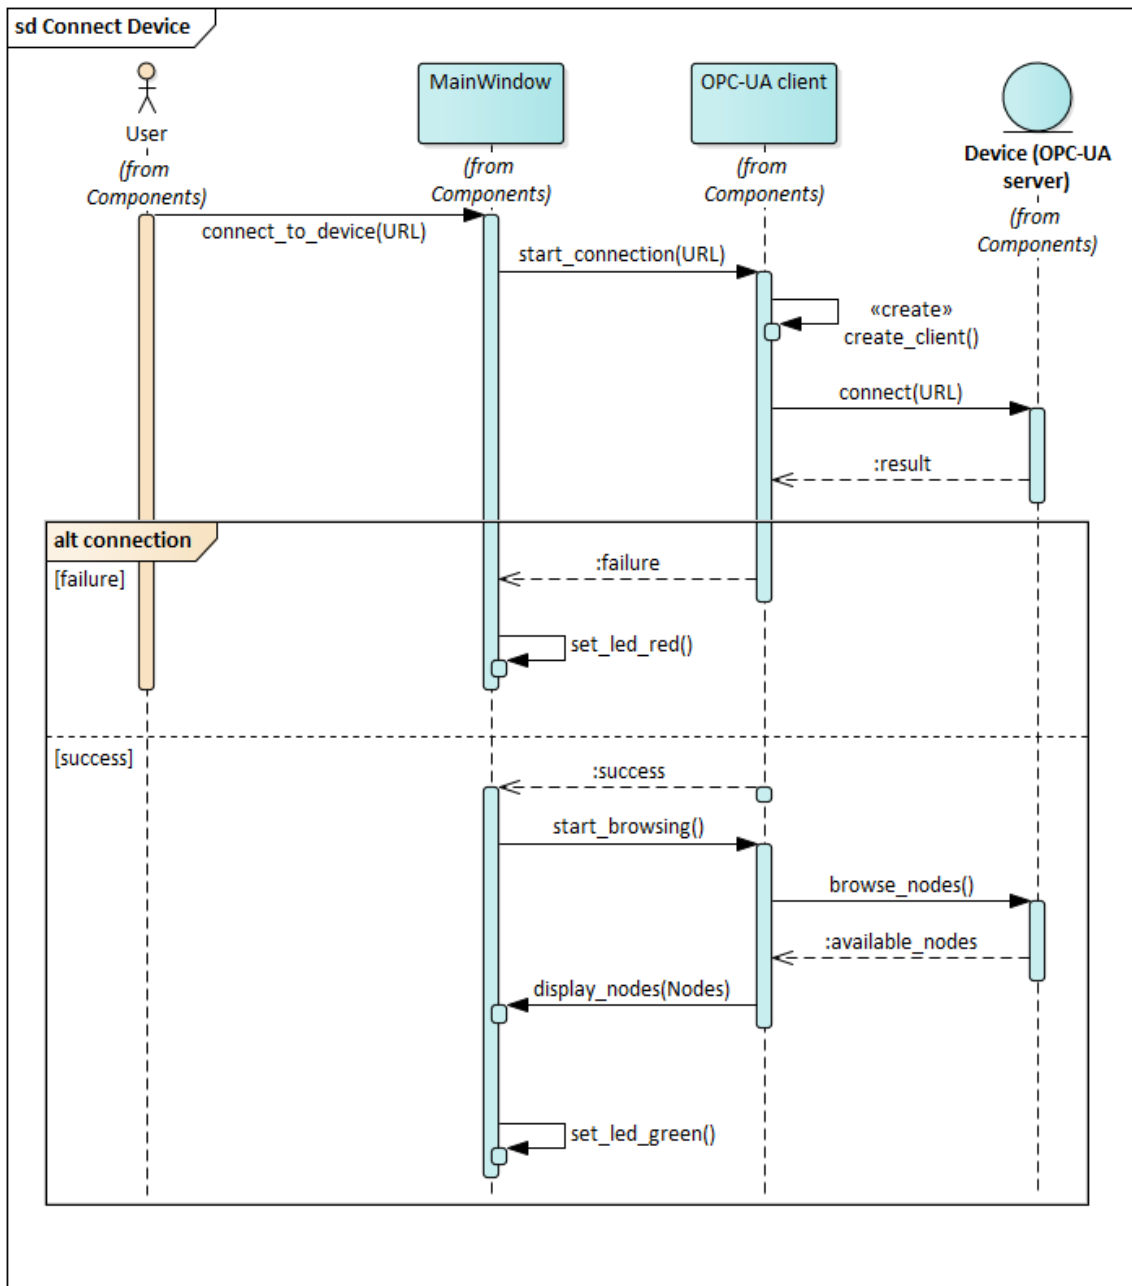 sd Connect Device
User
(from
Components)
MainWindow
(from
Components)
OPC-UA client
(from
Components)
Device (OPC-UA
server)
(from
Components)
connect_to_device(URL)
start_connection(URL)
«create»
create_client()
connect(URL)
:result
alt connection
[failure]
:failure
set_led_red()
[success]
:success
start_browsing()
browse_nodes()
:available_nodes
display_nodes(Nodes)
set_led_green()